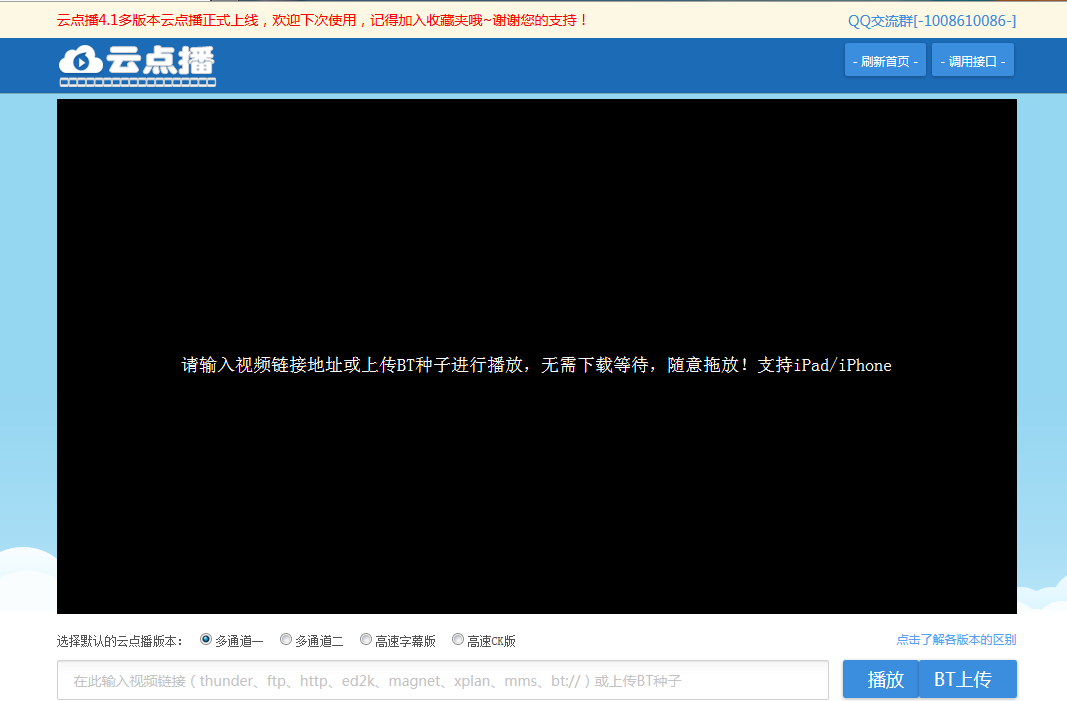 云点播4.1多版本云点播正式上线，欢迎下次使用，记得加入收藏夹哦~谢谢您的支持！
QQ交流群[-1008610086-]
云点播
- 刷新首页 -
- 调用接口 -
请输入视频链接地址或上传BT种子进行播放，无需下载等待，随意拖放！支持iPad/iPhone
选择默认的云点播版本： 多通道一 多通道二 高速字幕版 高速CK版
点击了解各版本的区别
在此输入视频链接（thunder、ftp、http、ed2k、magnet、xplan、mms、bt://）或上传BT种子
播放
BT上传